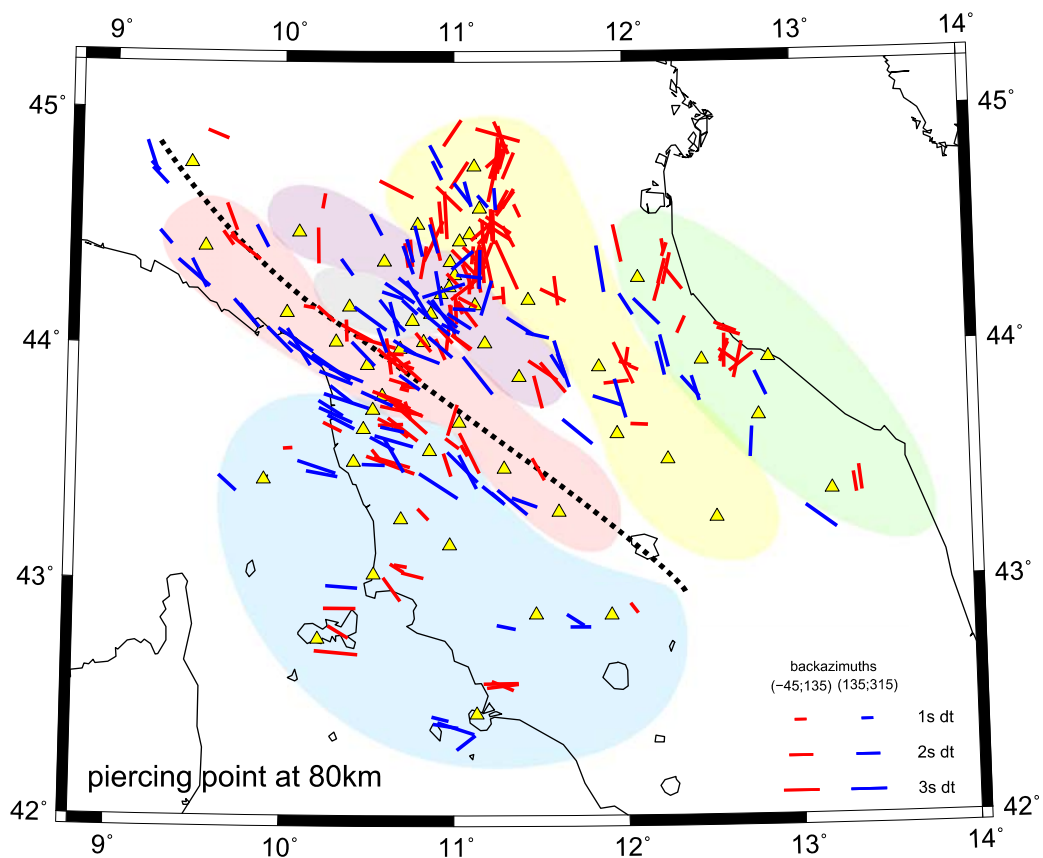 9° 10° 11° 12° 13° 14°
45° 45°
44° 44°
43° 43°
backazimuths
(−45;135) (135;315)
1s dt
2s dt
piercing point at 80km
3s dt
42° 42°
9° 10° 11° 12° 13° 14°